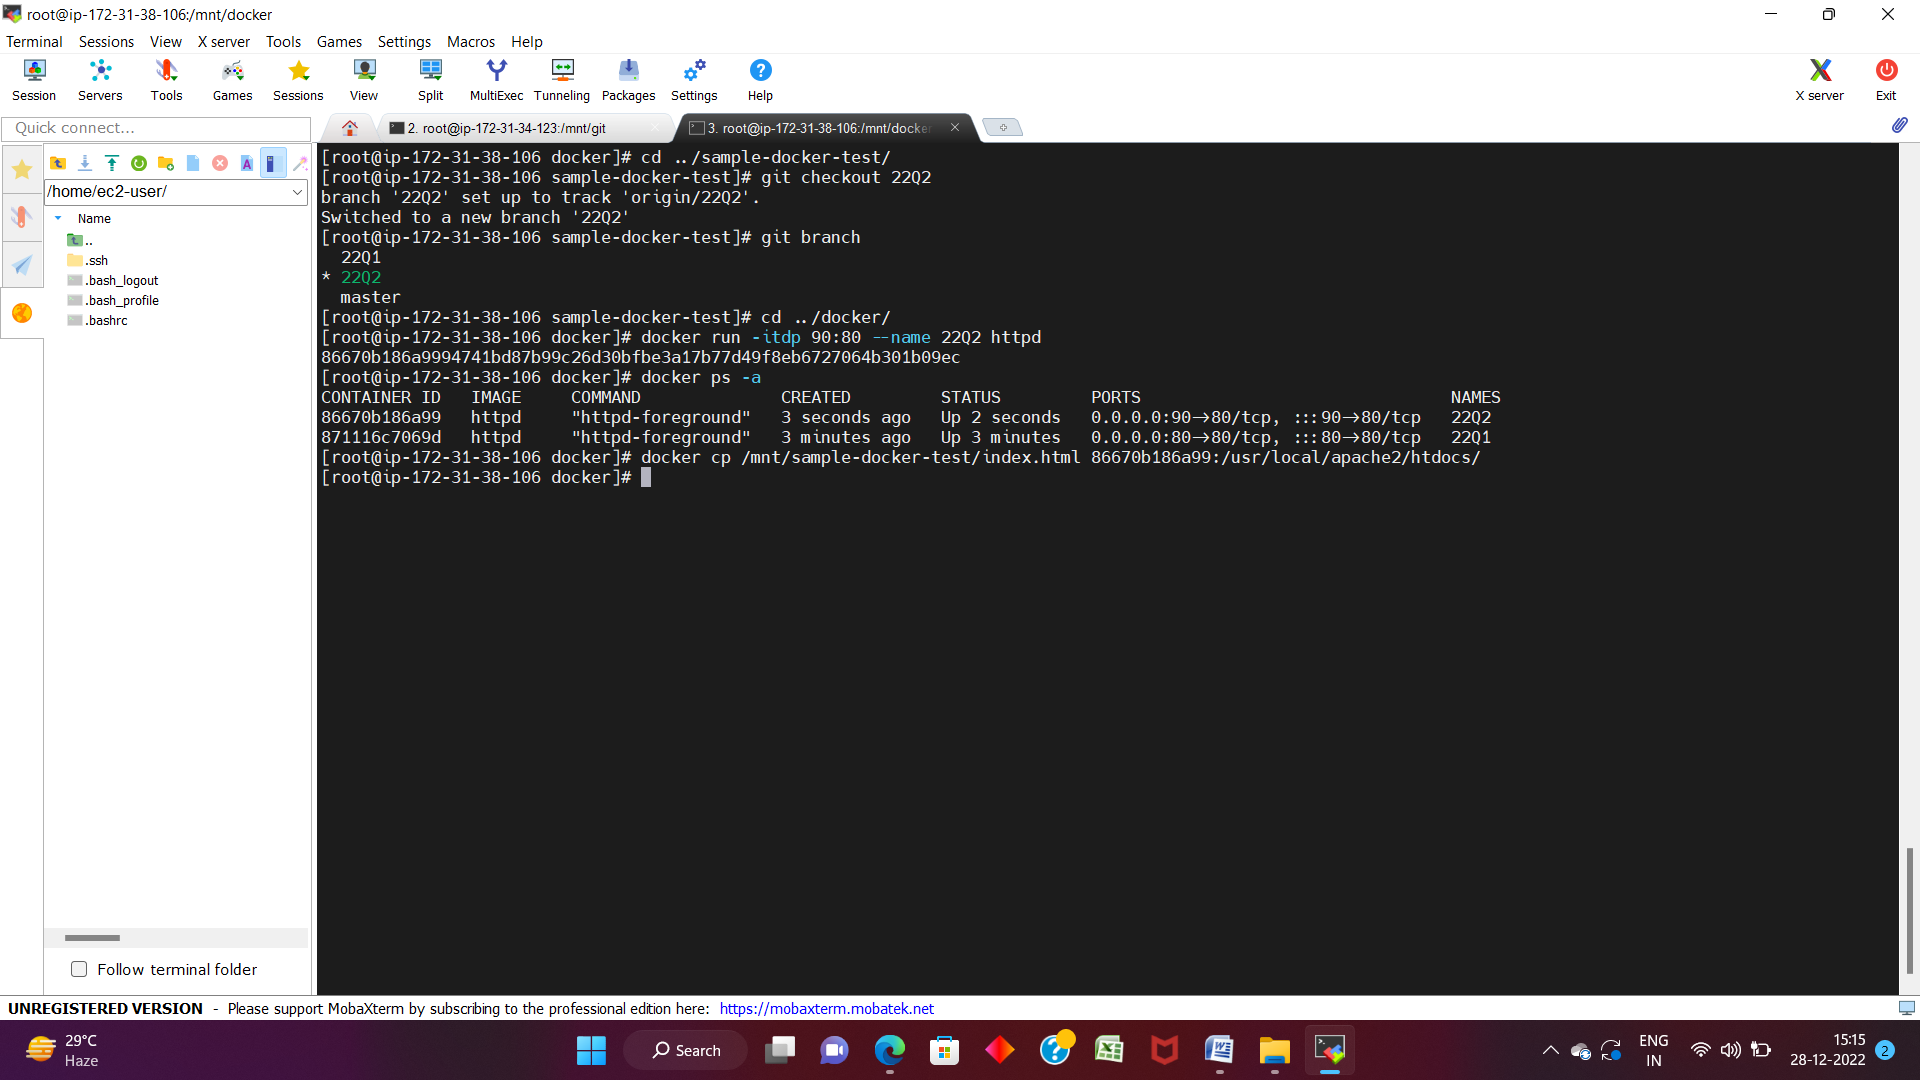 root@ip-172-31-38-106:/mnt/docker
Terminal Sessions View X server Tools Games Settings Macros Help
Session Servers Tools Games Sessions View Split MultiExec Tunneling Packages Settings Help X server Exit
Quick connect...
2. root@ip-172-31-34-123:/mnt/git
3. root@ip-172-31-38-106:/mnt/docke
/home/ec2-user/
Name
..
.ssh
.bash_logout
.bash_profile
.bashrc
Follow terminal folder
[root@ip-172-31-38-106 docker]# cd ../sample-docker-test/
[root@ip-172-31-38-106 sample-docker-test]# git checkout 22Q2
branch '22Q2' set up to track 'origin/22Q2'.
Switched to a new branch '22Q2'
[root@ip-172-31-38-106 sample-docker-test]# git branch
22Q1
* 22Q2
master
[root@ip-172-31-38-106 sample-docker-test]# cd ../docker/
[root@ip-172-31-38-106 docker]# docker run -itdp 90:80 --name 22Q2 httpd
86670b186a9994741bd87b99c26d30bfbe3a17b77d49f8eb6727064b301b09ec
[root@ip-172-31-38-106 docker]# docker ps -a
CONTAINER ID IMAGE COMMAND CREATED STATUS PORTS NAMES
86670b186a99 httpd "httpd-foreground" 3 seconds ago Up 2 seconds 0.0.0.0:90->80/tcp, :::90->80/tcp 22Q2
871116c7069d httpd "httpd-foreground" 3 minutes ago Up 3 minutes 0.0.0.0:80->80/tcp, :::80->80/tcp 22Q1
[root@ip-172-31-38-106 docker]# docker cp /mnt/sample-docker-test/index.html 86670b186a99:/usr/local/apache2/htdocs/
[root@ip-172-31-38-106 docker]#
UNREGISTERED VERSION - Please support MobaXterm by subscribing to the professional edition here: https://mobaxterm.mobatek.net
29°C
Haze
Search
ENG
IN
15:15
28-12-2022
2